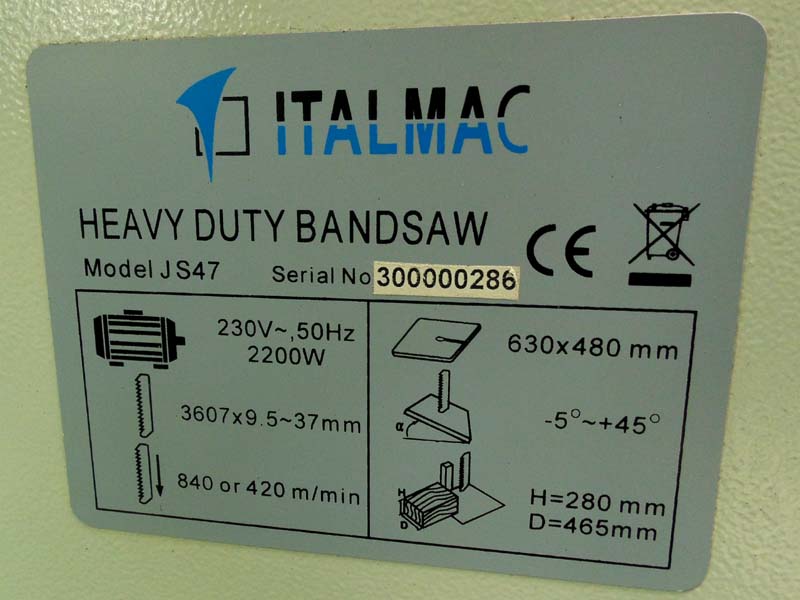 ITALMAC
HEAVY DUTY BANDSAW
CE
Model JS47
Serial No 300000286
230V~,50Hz
2200W
3607x9.5~37mm
840 or 420 m/min
630x480 mm
α
-5°~+45°
H
D
H=280 mm
D=465mm